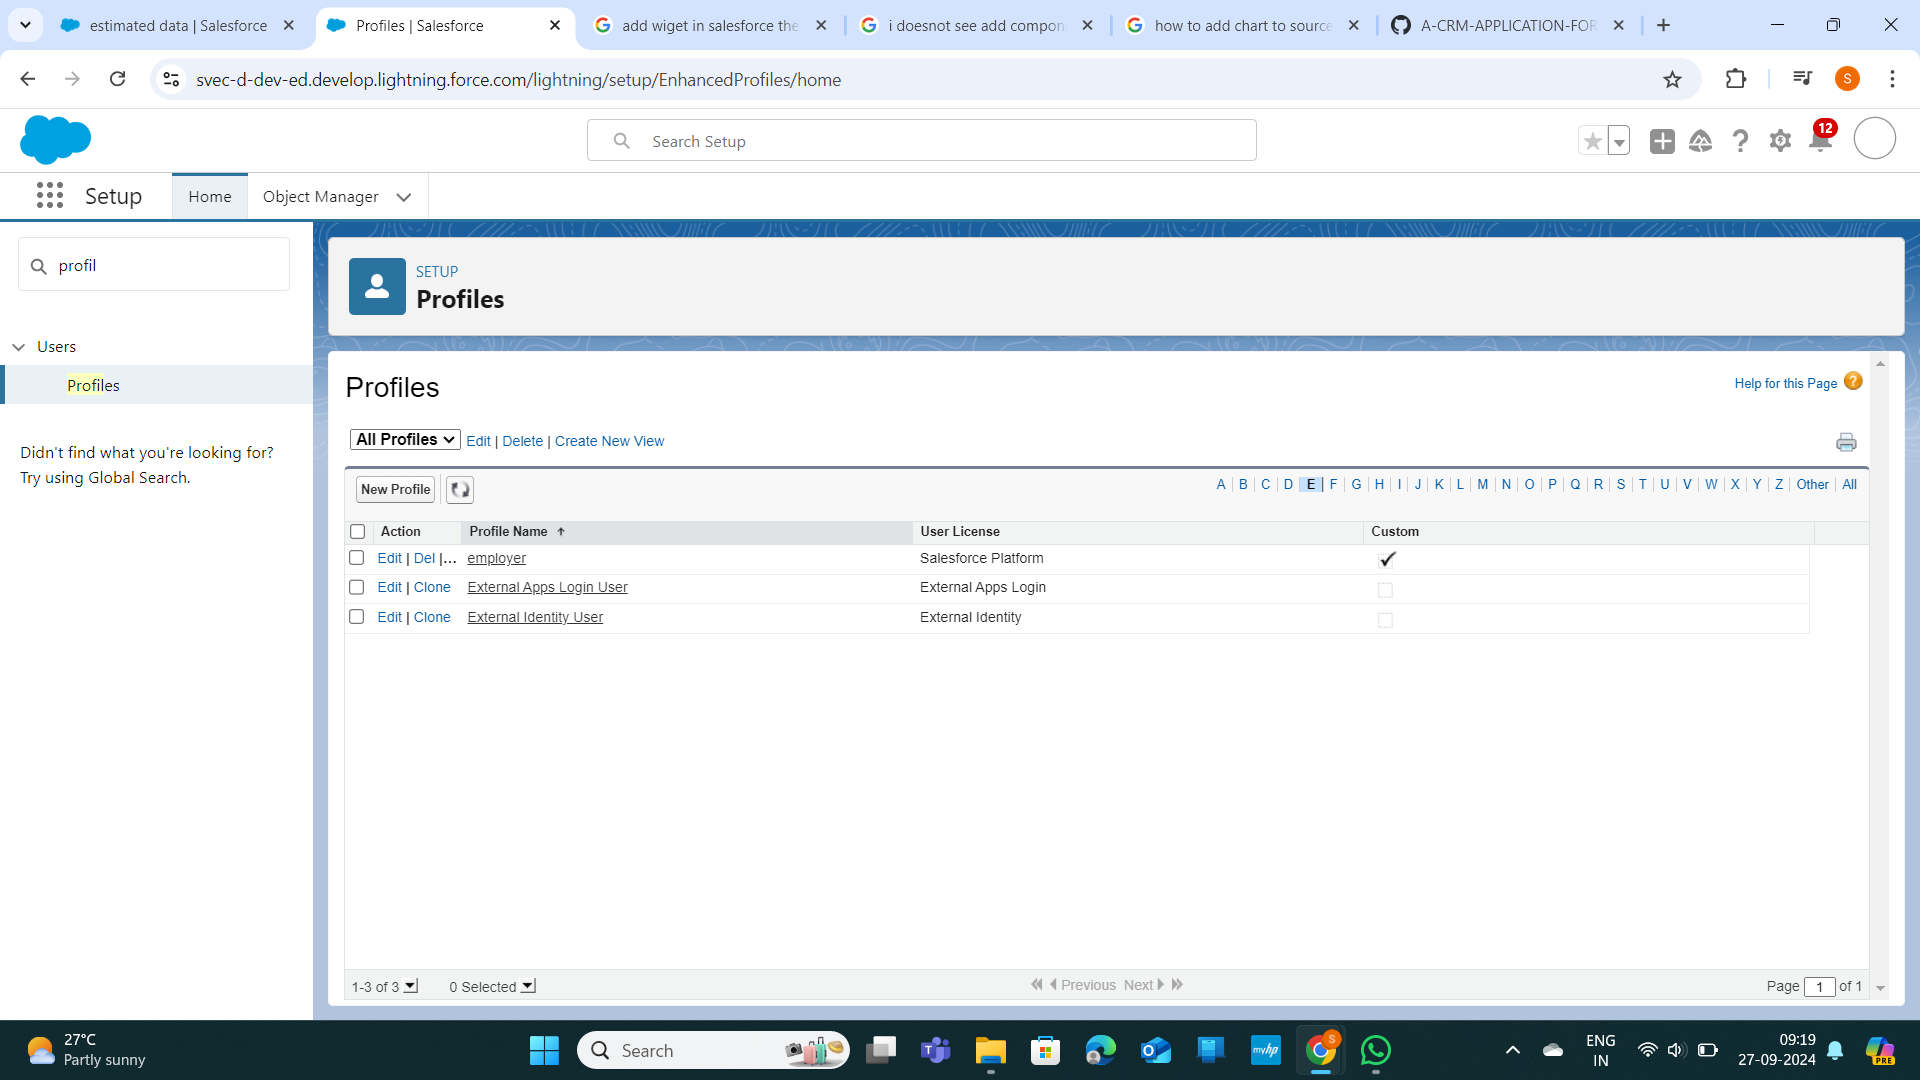 estimated data | Salesforce
Profiles | Salesforce
add wiget in salesforce the
i doesnot see add compon
how to add chart to source
A-CRM-APPLICATION-FOR
svec-d-dev-ed.develop.lightning.force.com/lightning/setup/EnhancedProfiles/home
S
Search Setup
12
Setup
Home
Object Manager
profil
Users
Profiles
Didn't find what you're looking for?
Try using Global Search.
SETUP
Profiles
Profiles
Help for this Page ?
All Profiles Edit | Delete | Create New View
New Profile
A | B | C | D | E | F | G | H | I | J | K | L | M | N | O | P | Q | R | S | T | U | V | W | X | Y | Z | Other | All
Action Profile Name ↑ User License Custom
Edit | Del |... employer Salesforce Platform ✓
Edit | Clone External Apps Login User External Apps Login
Edit | Clone External Identity User External Identity
1-3 of 3 0 Selected Previous Next Page 1 of 1
27°C
Partly sunny
Search
myhp
S
ENG
IN
09:19
27-09-2024
PRE